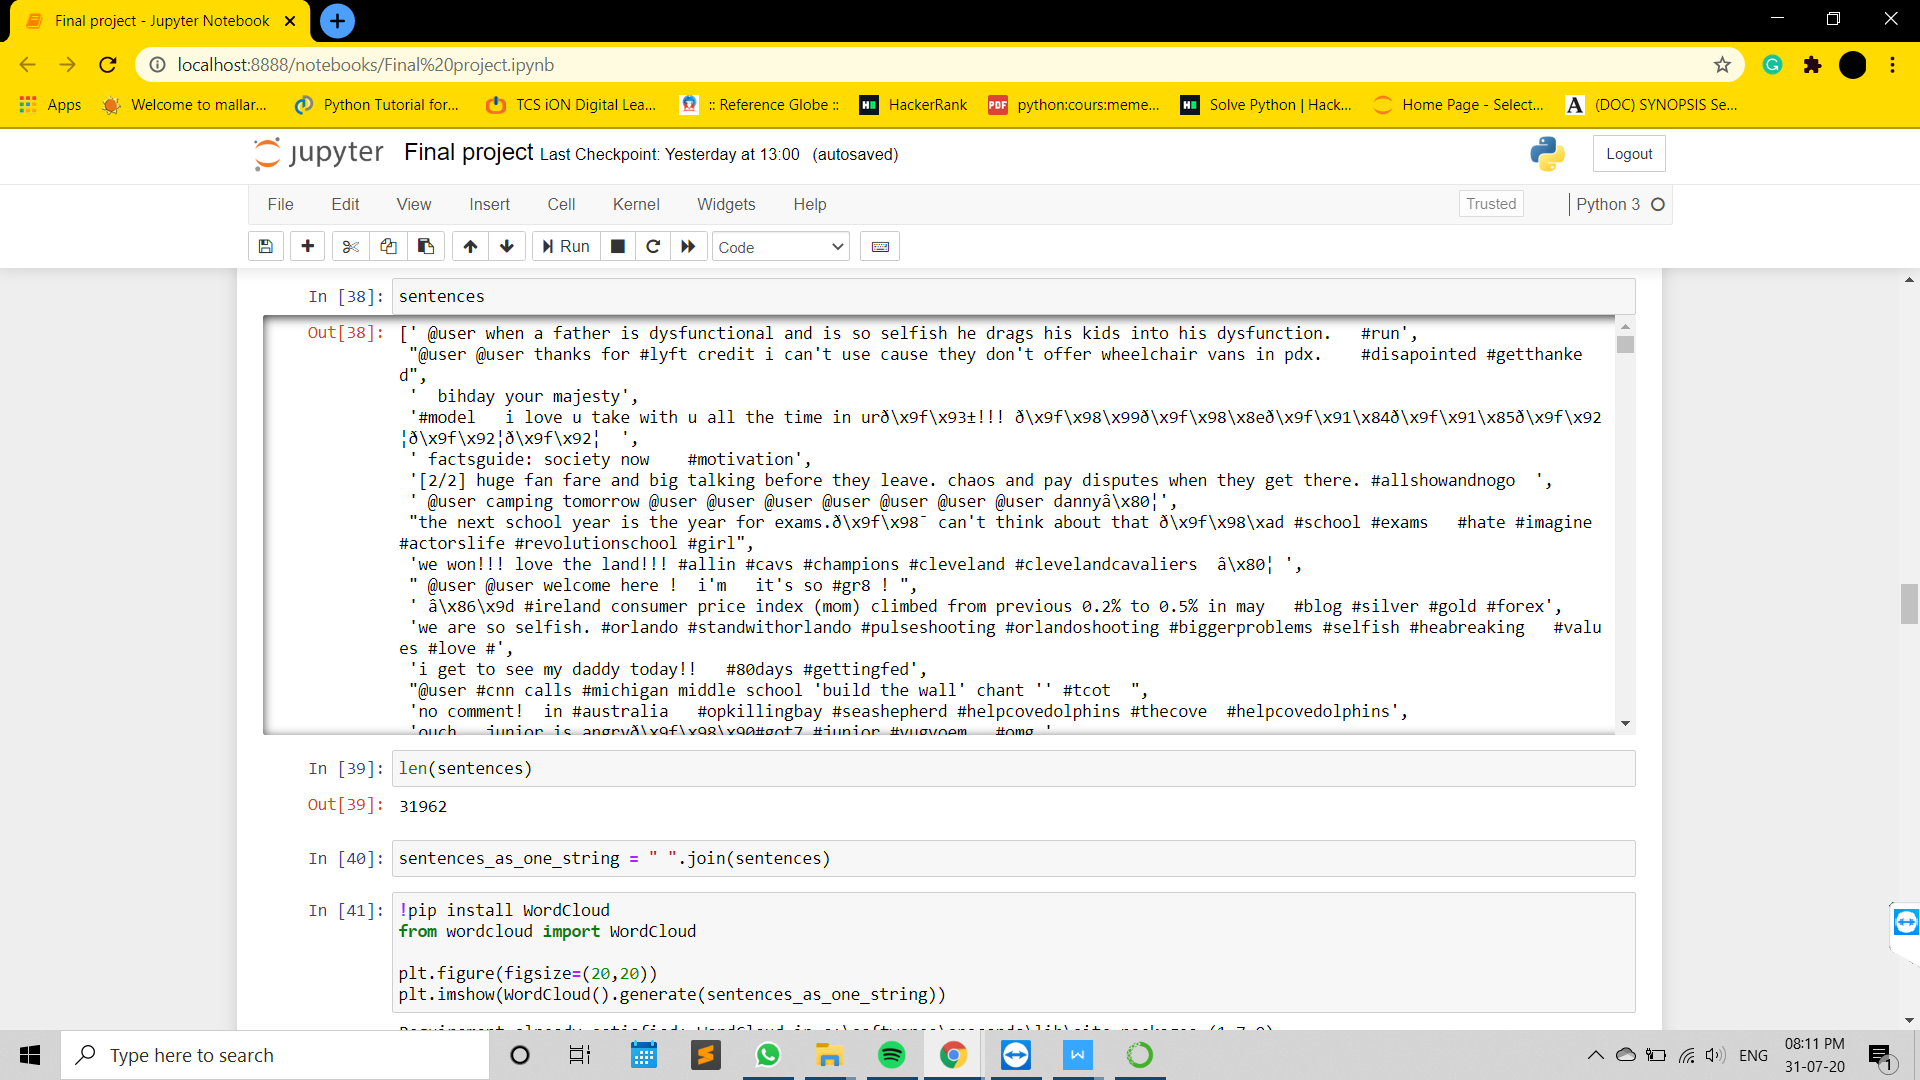 Final project - Jupyter Notebook
localhost:8888/notebooks/Final%20project.ipynb
Apps Welcome to mallar... Python Tutorial for... TCS iON Digital Lea... :: Reference Globe :: HackerRank PDF python:cours:meme... Solve Python | Hack... Home Page - Select... A (DOC) SYNOPSIS Se...
jupyter Final project Last Checkpoint: Yesterday at 13:00 (autosaved) Logout
File Edit View Insert Cell Kernel Widgets Help Trusted Python 3
Run Code
In [38]: sentences
Out[38]: [' @user when a father is dysfunctional and is so selfish he drags his kids into his dysfunction.   #run',
"@user @user thanks for #lyft credit i can't use cause they don't offer wheelchair vans in pdx.    #disapointed #getthanke
d",
'  bihday your majesty',
'#model   i love u take with u all the time in urð\x9f\x93±!!! ð\x9f\x98\x99ð\x9f\x98\x8eð\x9f\x91\x84ð\x9f\x91\x85ð\x9f\x92
¦ð\x9f\x92¦ð\x9f\x92¦  ',
' factsguide: society now    #motivation',
'[2/2] huge fan fare and big talking before they leave. chaos and pay disputes when they get there. #allshowandnogo  ',
' @user camping tomorrow @user @user @user @user @user @user @user dannyâ\x80¦',
"the next school year is the year for exams.ð\x9f\x98¯ can't think about that ð\x9f\x98\xad #school #exams   #hate #imagine
#actorslife #revolutionschool #girl",
'we won!!! love the land!!! #allin #cavs #champions #cleveland #clevelandcavaliers  â\x80¦ ',
" @user @user welcome here !  i'm   it's so #gr8 ! ",
' â\x86\x9d #ireland consumer price index (mom) climbed from previous 0.2% to 0.5% in may   #blog #silver #gold #forex',
'we are so selfish. #orlando #standwithorlando #pulseshooting #orlandoshooting #biggerproblems #selfish #heabreaking   #valu
es #love #',
'i get to see my daddy today!!   #80days #gettingfed',
"@user #cnn calls #michigan middle school 'build the wall' chant '' #tcot  ",
'no comment!  in #australia   #opkillingbay #seashepherd #helpcovedolphins #thecove  #helpcovedolphins',
'ouch...junior is angryð\x9f\x98\x90#got7 #junior #yugyoem   #omg '
In [39]: len(sentences)
Out[39]: 31962
In [40]: sentences_as_one_string = " ".join(sentences)
In [41]: !pip install WordCloud
from wordcloud import WordCloud
plt.figure(figsize=(20,20))
plt.imshow(WordCloud().generate(sentences_as_one_string))
Type here to search
ENG
08:11 PM
31-07-20
1